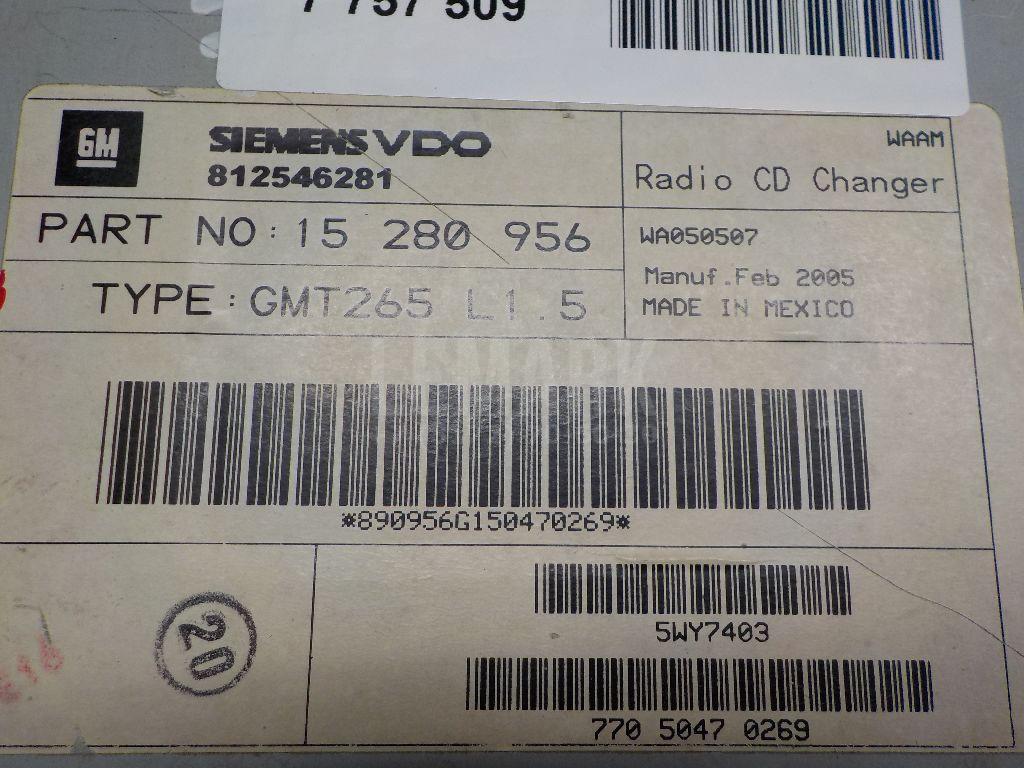 7 757 509
GM
SIEMENS VDO
812546281
WAAM
Radio CD Changer
PART NO: 15 280 956
WA050507
Manuf.Feb 2005
MADE IN MEXICO
TYPE: GMT265 L1.5
LEMARK
*890956G150470269*
20
5WY7403
770 5047 0269